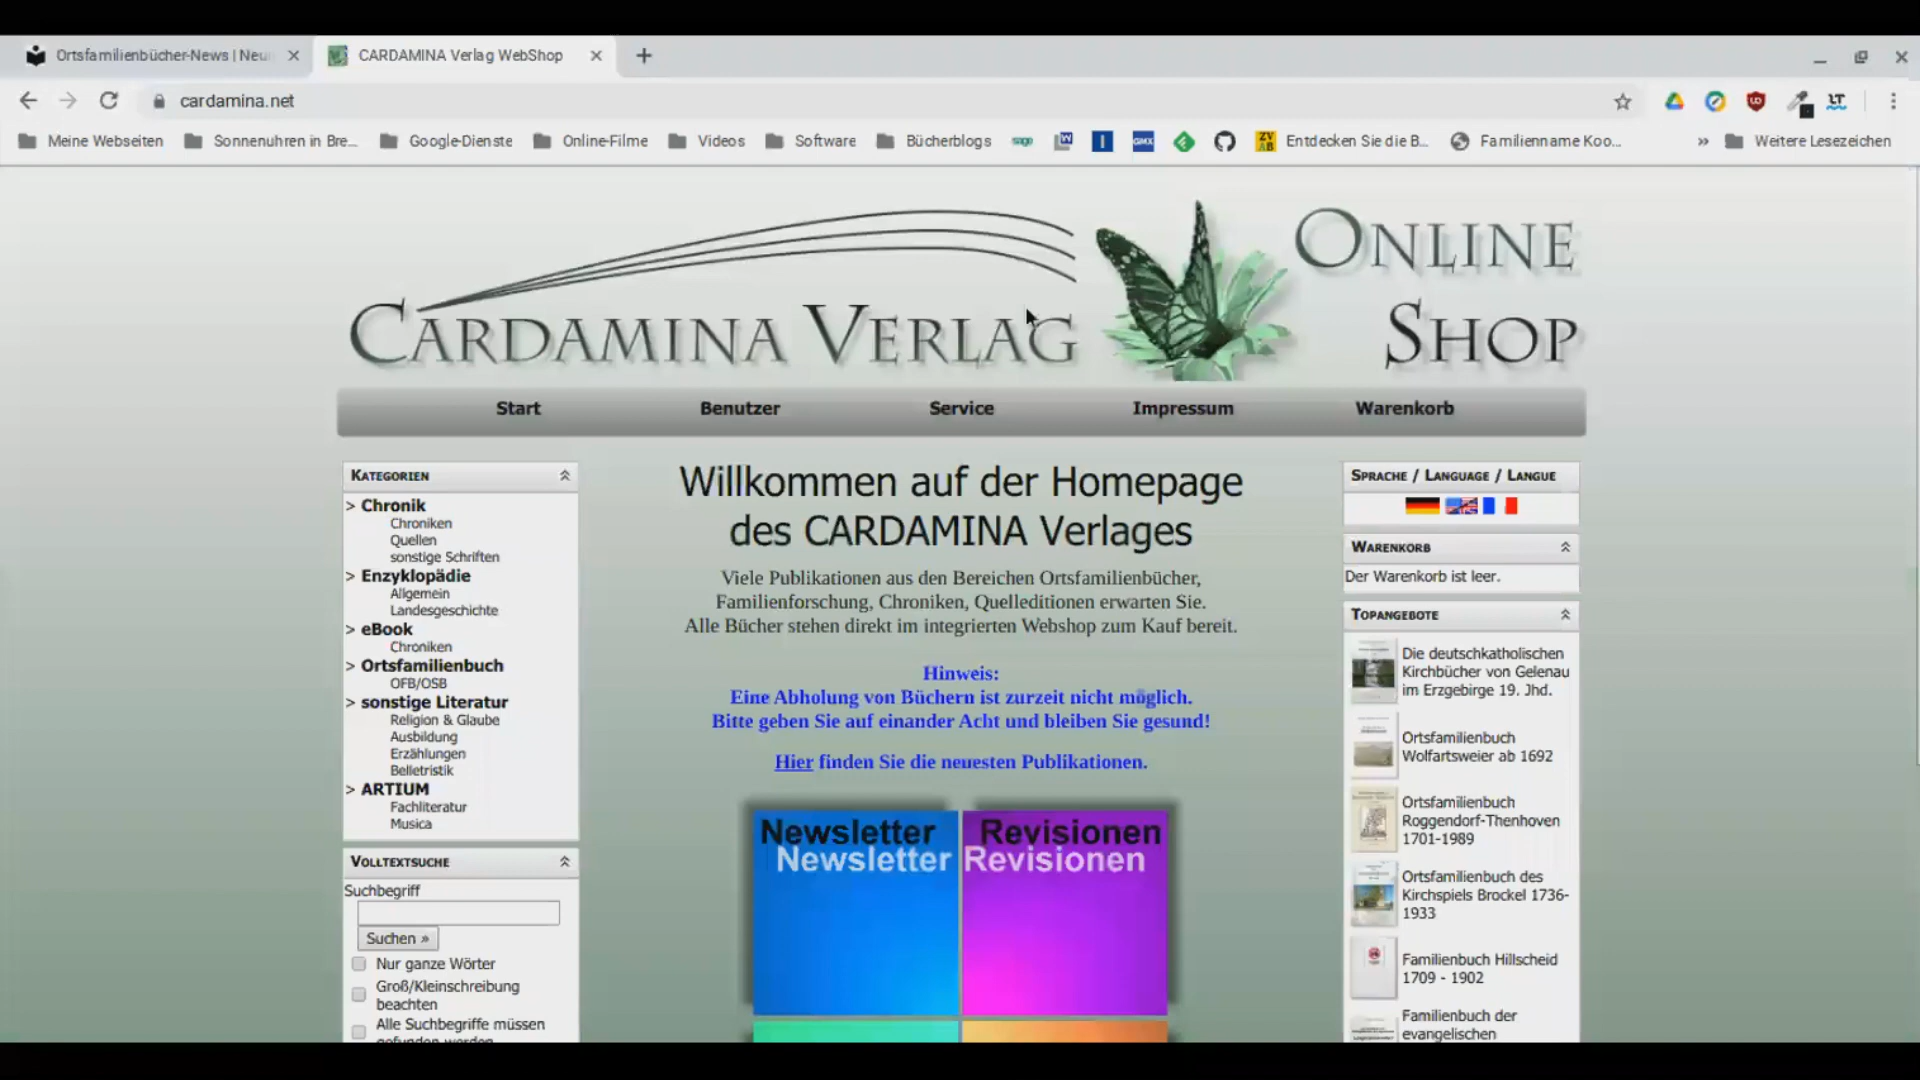 Ortsfamilienbücher-News | Neu
CARDAMINA Verlag WebShop
cardamina.net
Meine Webseiten
Sonnenuhren in Bre...
Google-Dienste
Online-Filme
Videos
Software
Bücherblogs
sage
W
I
GMX
ZV
AB
Entdecken Sie die B...
Familienname Koo...
»
Weitere Lesezeichen
UD
LT
CARDAMINA VERLAG
ONLINE
SHOP
Start
Benutzer
Service
Impressum
Warenkorb
KATEGORIEN
> Chronik
Chroniken
Quellen
sonstige Schriften
> Enzyklopädie
Allgemein
Landesgeschichte
> eBook
Chroniken
> Ortsfamilienbuch
OFB/OSB
> sonstige Literatur
Religion & Glaube
Ausbildung
Erzählungen
Belletristik
> ARTIUM
Fachliteratur
Musica
VOLLTEXTSUCHE
Suchbegriff
Suchen »
Nur ganze Wörter
Groß/Kleinschreibung
beachten
Alle Suchbegriffe müssen
gefunden werden
Willkommen auf der Homepage
des CARDAMINA Verlages
Viele Publikationen aus den Bereichen Ortsfamilienbücher,
Familienforschung, Chroniken, Quelleditionen erwarten Sie.
Alle Bücher stehen direkt im integrierten Webshop zum Kauf bereit.
Hinweis:
Eine Abholung von Büchern ist zurzeit nicht möglich.
Bitte geben Sie auf einander Acht und bleiben Sie gesund!
Hier finden Sie die neuesten Publikationen.
Newsletter
Newsletter
Revisionen
Revisionen
SPRACHE / LANGUAGE / LANGUE
WARENKORB
Der Warenkorb ist leer.
TOPANGEBOTE
Die deutschkatholischen
Kirchbücher von Gelenau
im Erzgebirge 19. Jhd.
Ortsfamilienbuch
Wolfartsweier ab 1692
Ortsfamilienbuch
Roggendorf-Thenhoven
1701-1989
Ortsfamilienbuch des
Kirchspiels Brockel 1736-
1933
Familienbuch Hillscheid
1709 - 1902
Familienbuch der
evangelischen